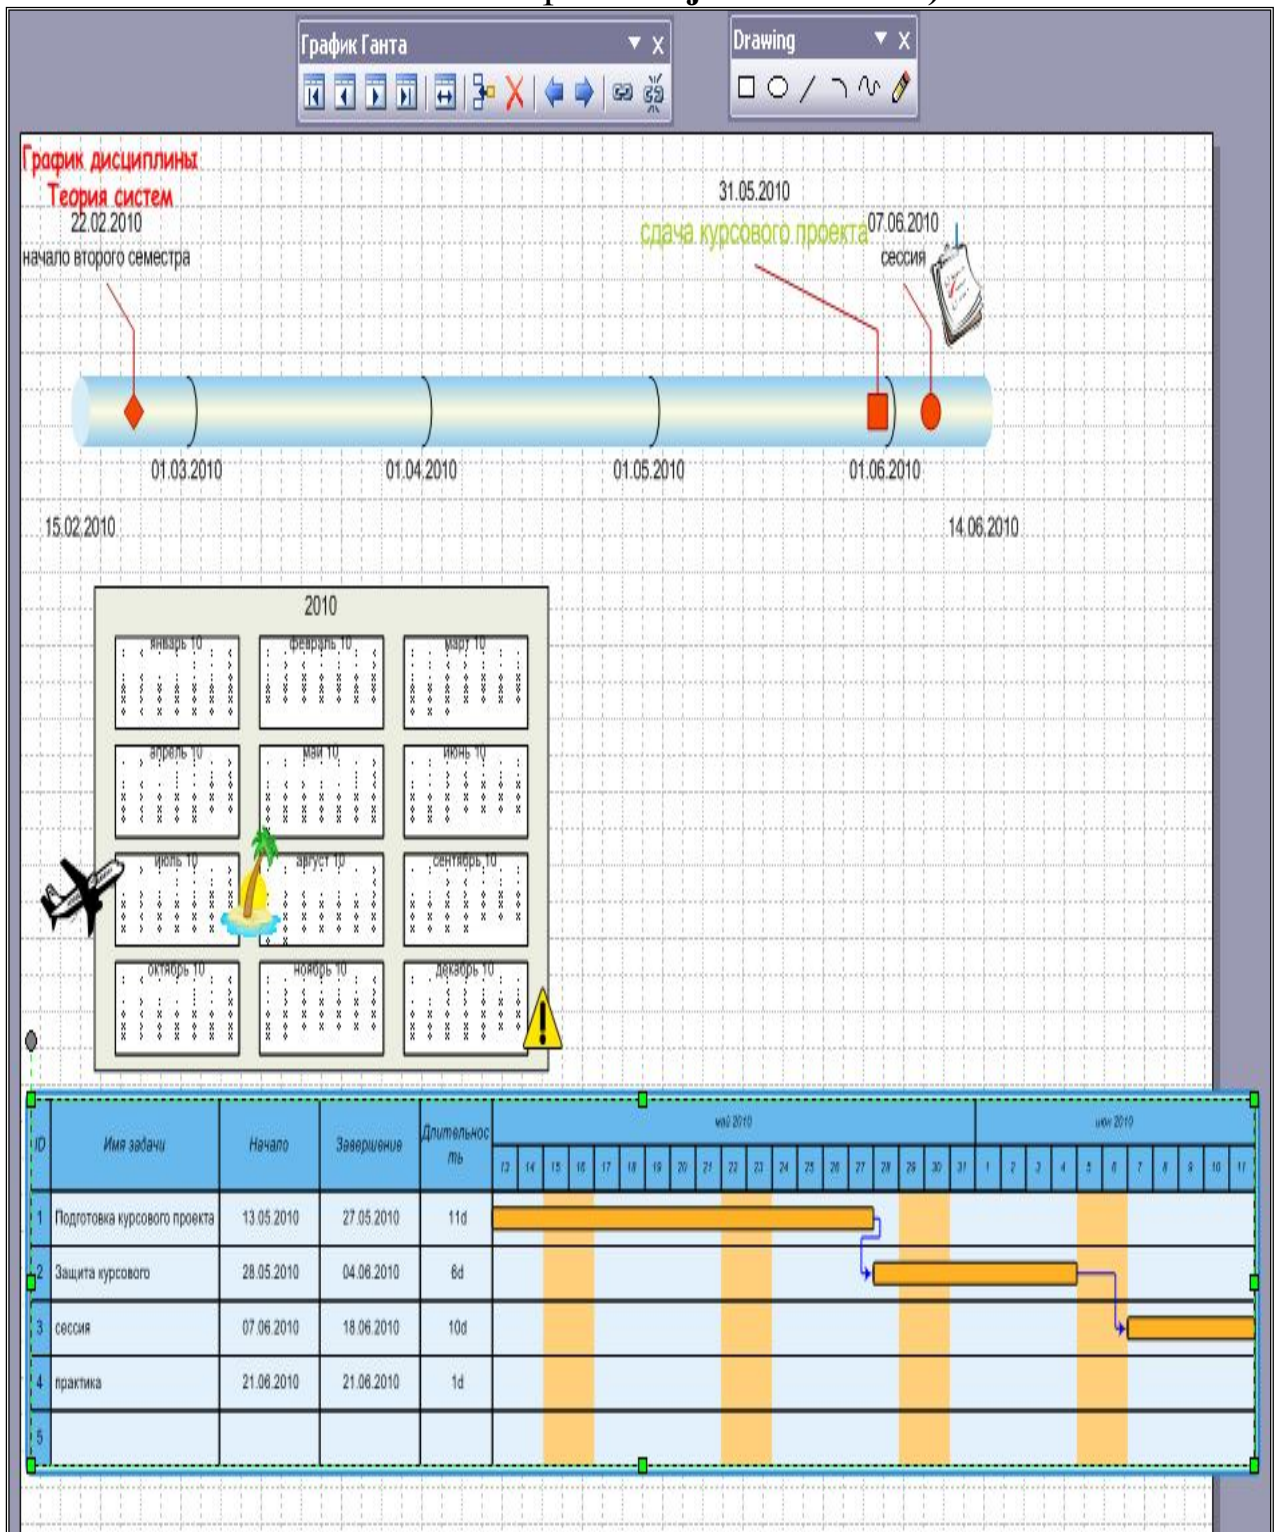 График Ганта
Drawing
График дисциплины
Теория систем
22.02.2010
начало второго семестра
31.05.2010
сдача курсового проекта
07.06.2010
сессия
01.03.2010
01.04.2010
01.05.2010
01.06.2010
15.02.2010
14.06.2010
2010
январь 10
февраль 10
март 10
апрель 10
май 10
июнь 10
июль 10
август 10
сентябрь 10
октябрь 10
ноябрь 10
декабрь 10
ID Имя задачи Начало Завершение Длительнос
ть
май 2010 июн 2010
13 14 15 16 17 18 19 20 21 22 23 24 25 26 27 28 29 30 31 1 2 3 4 5 6 7 8 9 10 11
1 Подготовка курсового проекта 13.05.2010 27.05.2010 11d
2 Защита курсового 28.05.2010 04.06.2010 6d
3 сессия 07.06.2010 18.06.2010 10d
4 практика 21.06.2010 21.06.2010 1d
5